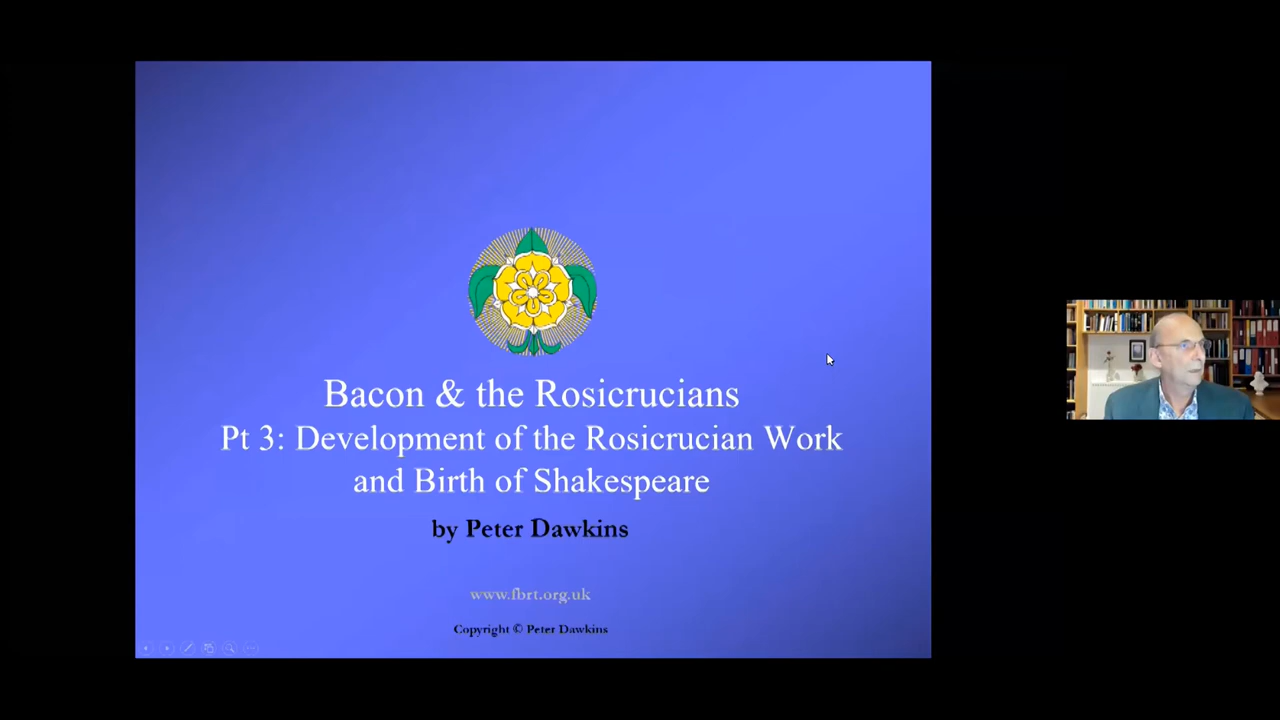 Bacon & the Rosicrucians
Pt 3: Development of the Rosicrucian Work
and Birth of Shakespeare
by Peter Dawkins
www.fbrt.org.uk
Copyright © Peter Dawkins